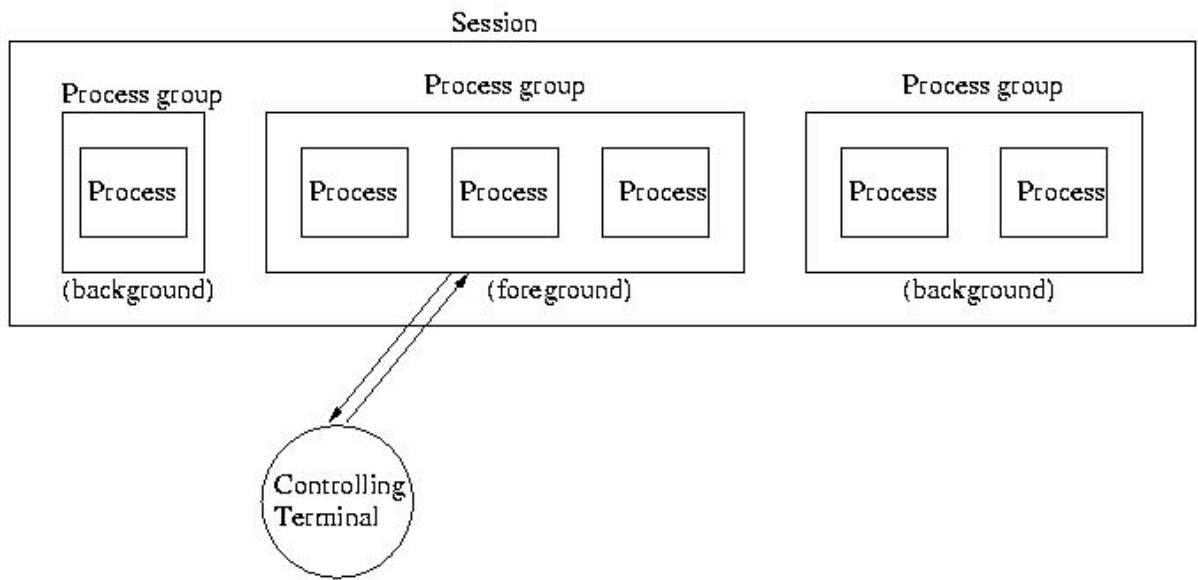 Session
Process group
Process group
Process group
Process
Process
Process
Process
Process
Process
(background)
(foreground)
(background)
Controlling
Terminal